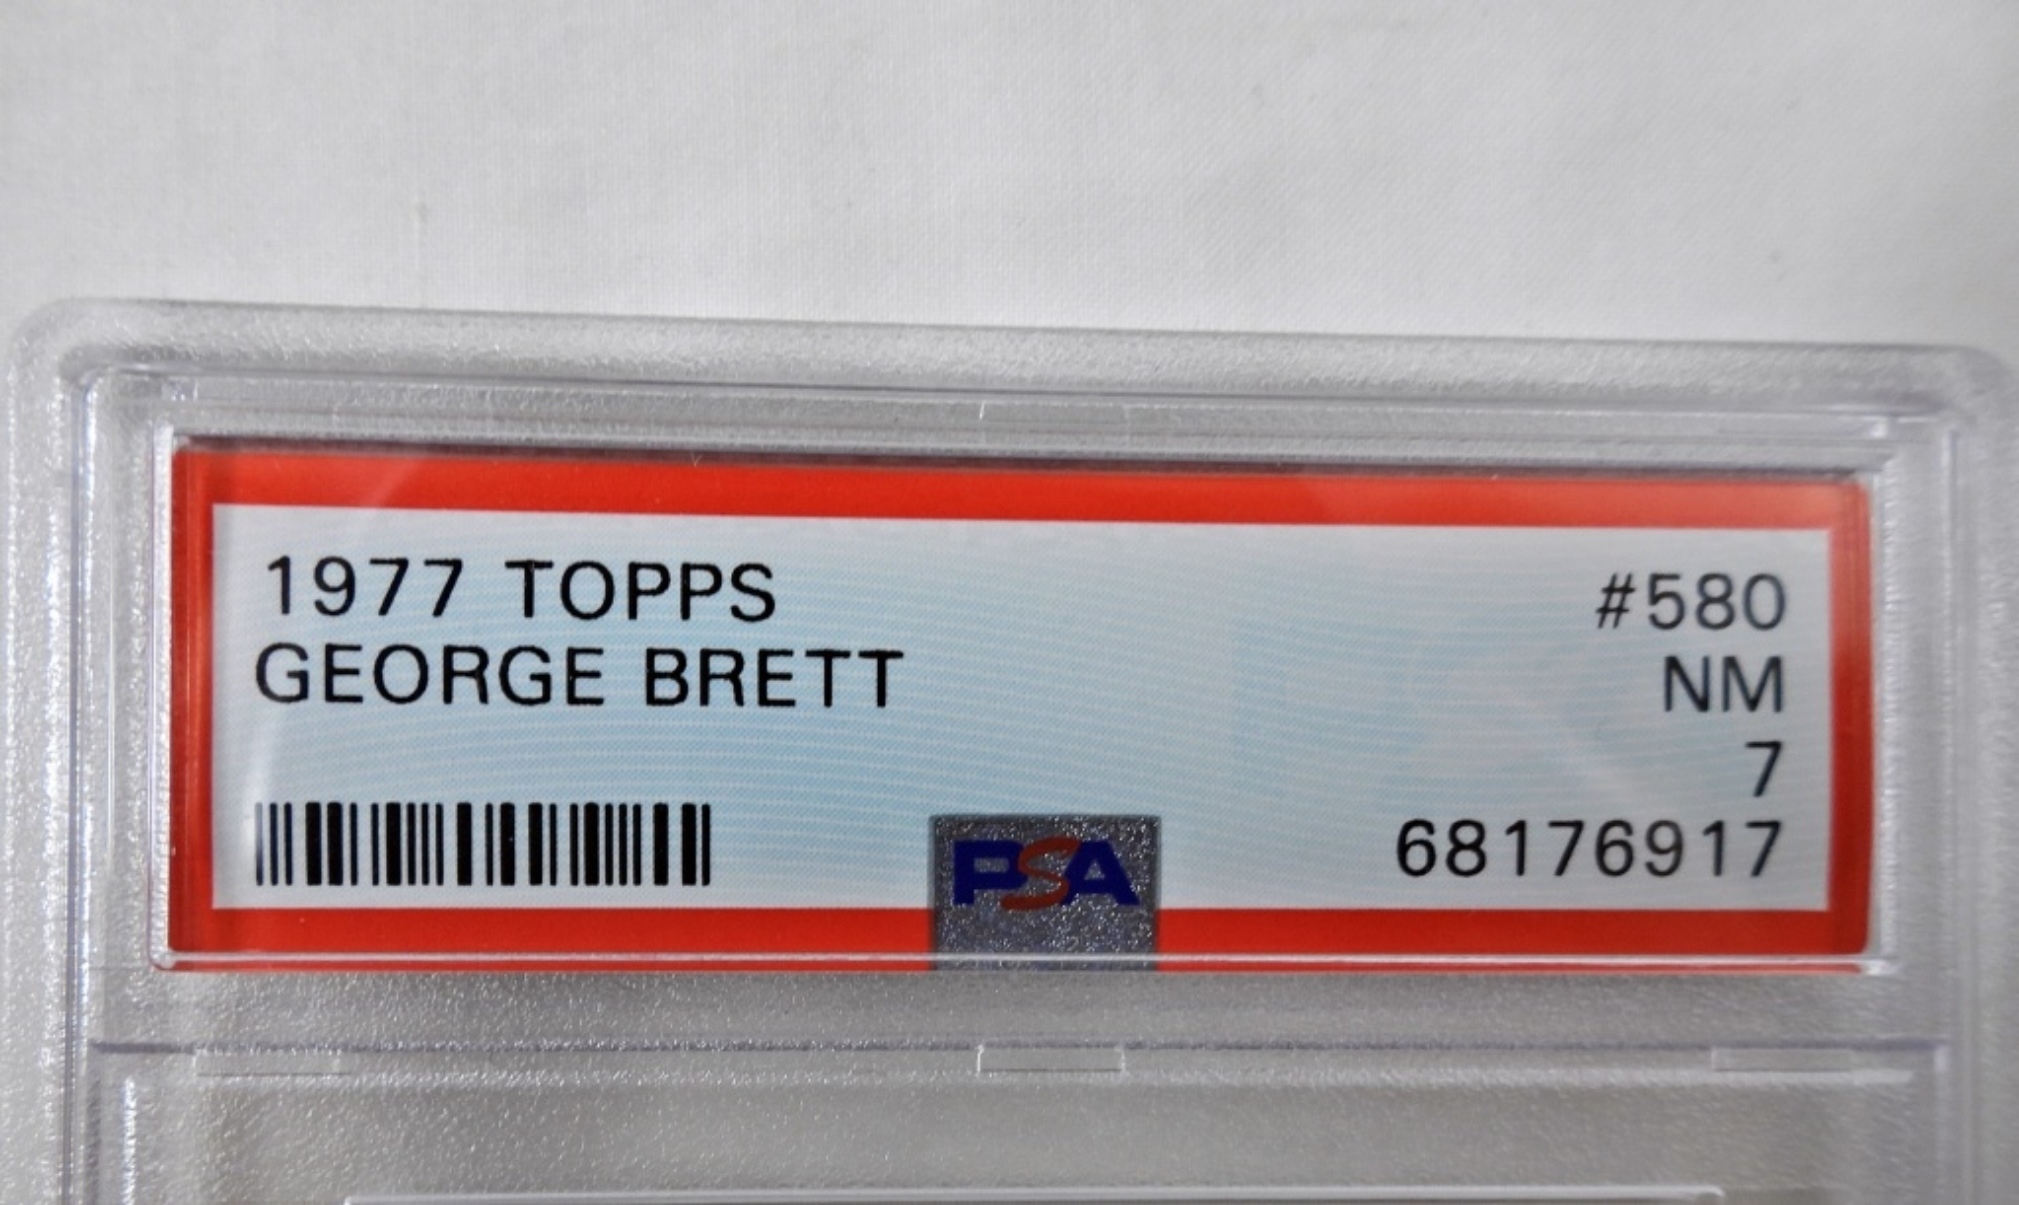 1977 TOPPS #580
GEORGE BRETT NM
7
PSA 68176917